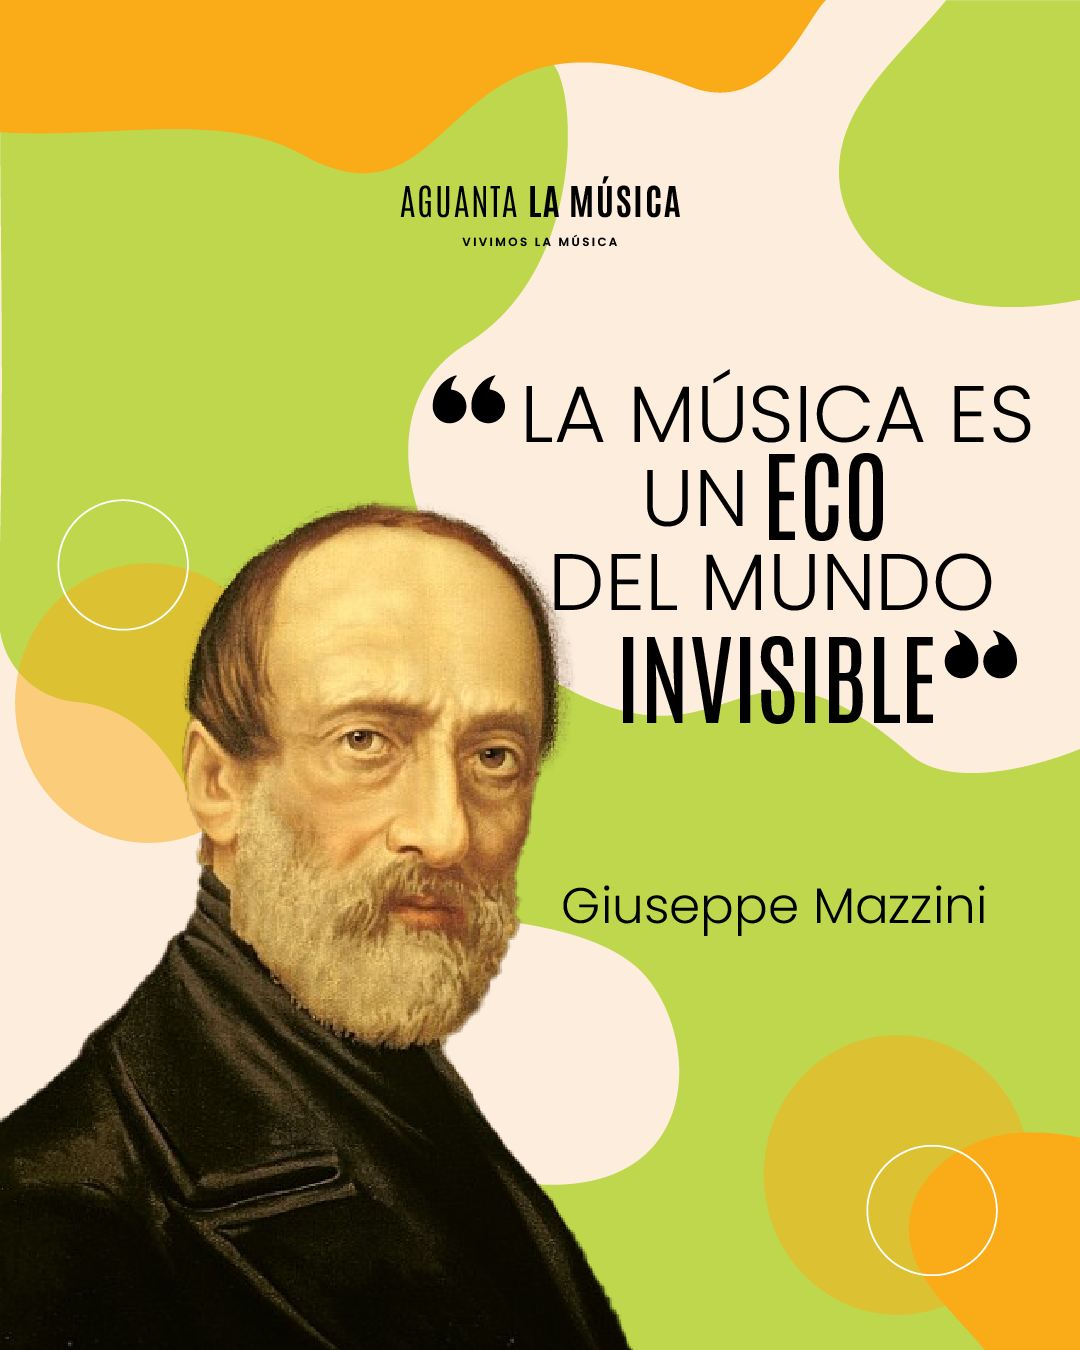 AGUANTA LA MÚSICA
VIVIMOS LA MÚSICA
❝LA MÚSICA ES
UN ECO
DEL MUNDO
INVISIBLE❞
Giuseppe Mazzini